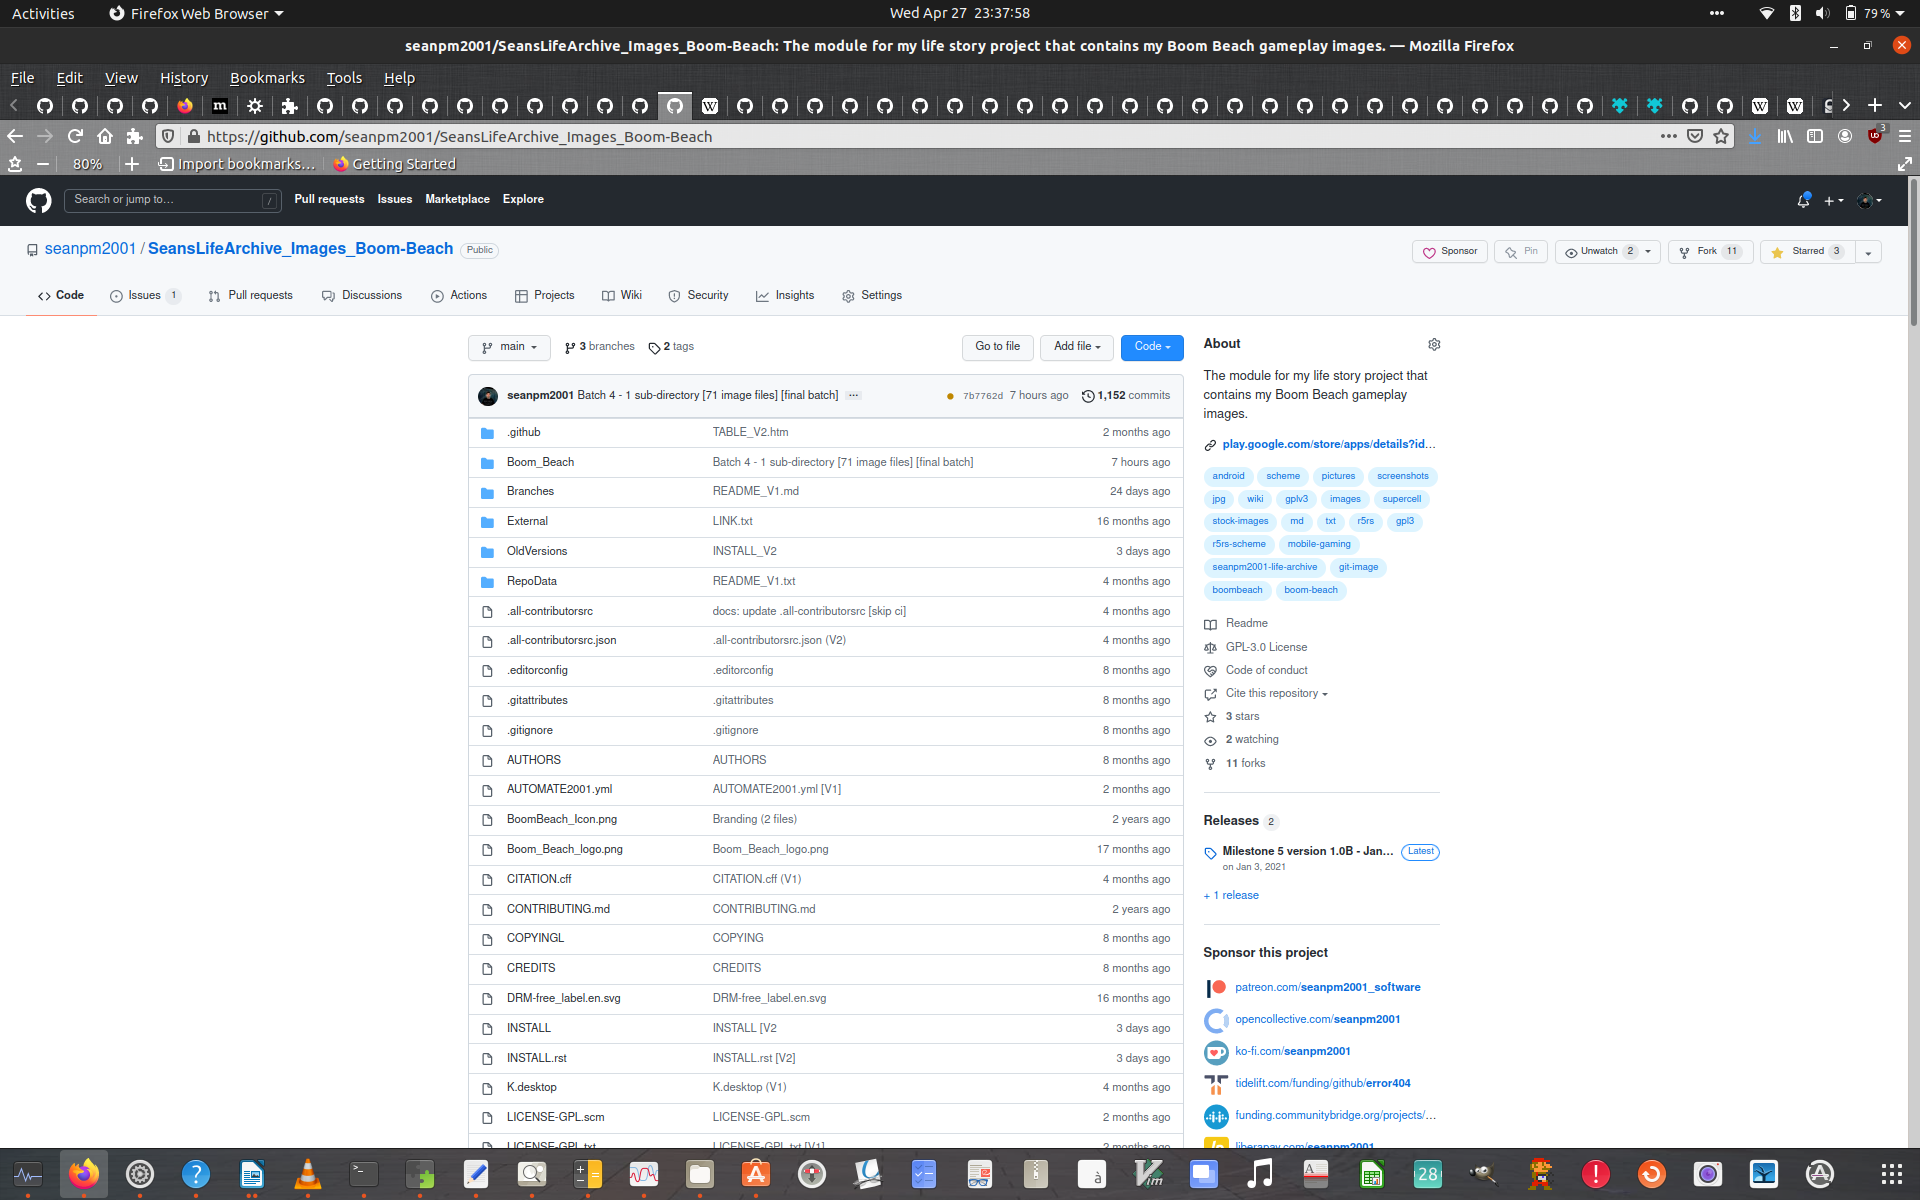 Activities Firefox Web Browser Wed Apr 27 23:37:58 79 %
seanpm2001/SeansLifeArchive_Images_Boom-Beach: The module for my life story project that contains my Boom Beach gameplay images. — Mozilla Firefox
File Edit View History Bookmarks Tools Help
https://github.com/seanpm2001/SeansLifeArchive_Images_Boom-Beach 3
80% Import bookmarks... Getting Started
Search or jump to... / Pull requests Issues Marketplace Explore
seanpm2001 / SeansLifeArchive_Images_Boom-Beach Public Sponsor Pin Unwatch 2 Fork 11 Starred 3
Code Issues 1 Pull requests Discussions Actions Projects Wiki Security Insights Settings
main 3 branches 2 tags Go to file Add file Code
seanpm2001 Batch 4 - 1 sub-directory [71 image files] [final batch] ... 7b7762d 7 hours ago 1,152 commits
.github TABLE_V2.htm 2 months ago
Boom_Beach Batch 4 - 1 sub-directory [71 image files] [final batch] 7 hours ago
Branches README_V1.md 24 days ago
External LINK.txt 16 months ago
OldVersions INSTALL_V2 3 days ago
RepoData README_V1.txt 4 months ago
.all-contributorsrc docs: update .all-contributorsrc [skip ci] 4 months ago
.all-contributorsrc.json .all-contributorsrc.json (V2) 4 months ago
.editorconfig .editorconfig 8 months ago
.gitattributes .gitattributes 8 months ago
.gitignore .gitignore 8 months ago
AUTHORS AUTHORS 8 months ago
AUTOMATE2001.yml AUTOMATE2001.yml [V1] 2 months ago
BoomBeach_Icon.png Branding (2 files) 2 years ago
Boom_Beach_logo.png Boom_Beach_logo.png 17 months ago
CITATION.cff CITATION.cff (V1) 4 months ago
CONTRIBUTING.md CONTRIBUTING.md 2 years ago
COPYINGL COPYING 8 months ago
CREDITS CREDITS 8 months ago
DRM-free_label.en.svg DRM-free_label.en.svg 16 months ago
INSTALL INSTALL [V2 3 days ago
INSTALL.rst INSTALL.rst [V2] 3 days ago
K.desktop K.desktop (V1) 4 months ago
LICENSE-GPL.scm LICENSE-GPL.scm 2 months ago
LICENSE-GPL.txt LICENSE-GPL.txt [V1] 2 months ago
About
The module for my life story project that
contains my Boom Beach gameplay
images.
play.google.com/store/apps/details?id...
android scheme pictures screenshots
jpg wiki gplv3 images supercell
stock-images md txt r5rs gpl3
r5rs-scheme mobile-gaming
seanpm2001-life-archive git-image
boombeach boom-beach
Readme
GPL-3.0 License
Code of conduct
Cite this repository
3 stars
2 watching
11 forks
Releases 2
Milestone 5 version 1.0B - Jan... Latest
on Jan 3, 2021
+ 1 release
Sponsor this project
patreon.com/seanpm2001_software
opencollective.com/seanpm2001
ko-fi.com/seanpm2001
tidelift.com/funding/github/error404
funding.communitybridge.org/projects/...
liberapay.com/seanpm2001
28